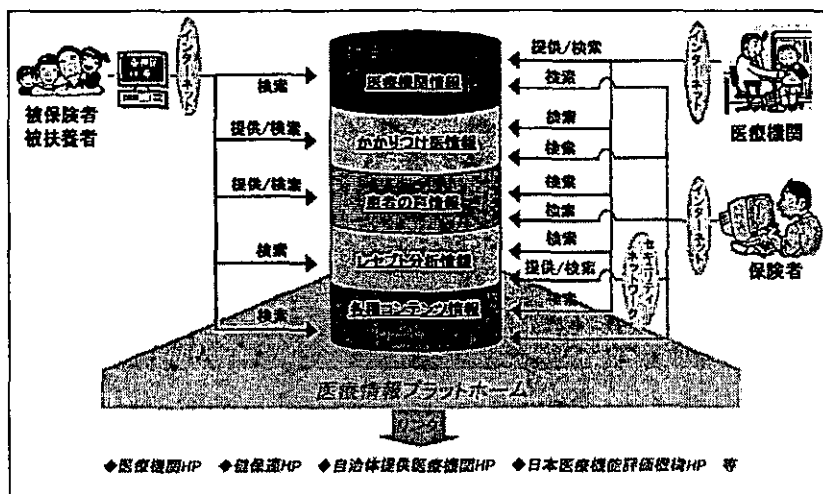 インターネット
被保険者
被扶養者
検索
提供/検索
提供/検索
検索
検索
医療機関情報
かかりつけ医情報
患者の声情報
レセプト分析情報
各種コンテンツ情報
提供/検索
検索
検索
検索
検索
検索
検索
提供/検索
検索
インターネット
医療機関
インターネット
保険者
セキュリティ
ネットワーク
医療情報プラットホーム
リンク
◆医療機関HP ◆健保連HP ◆自治体提供医療機関HP ◆日本医療機能評価機構HP 等